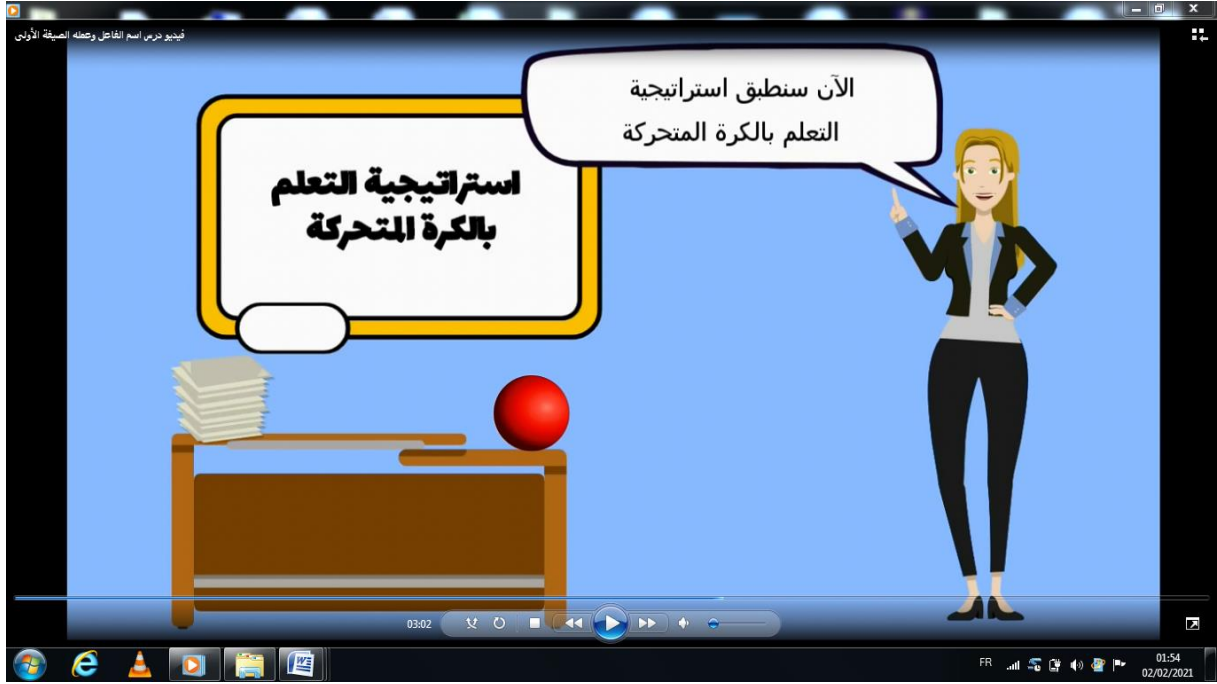 فيديو درس اسم الفاعل وعمله الصيغة الأولى
الآن سنطبق استراتيجية
التعلم بالكرة المتحركة
استراتيجية التعلم
بالكرة المتحركة
03:02
FR
01:54
02/02/2021